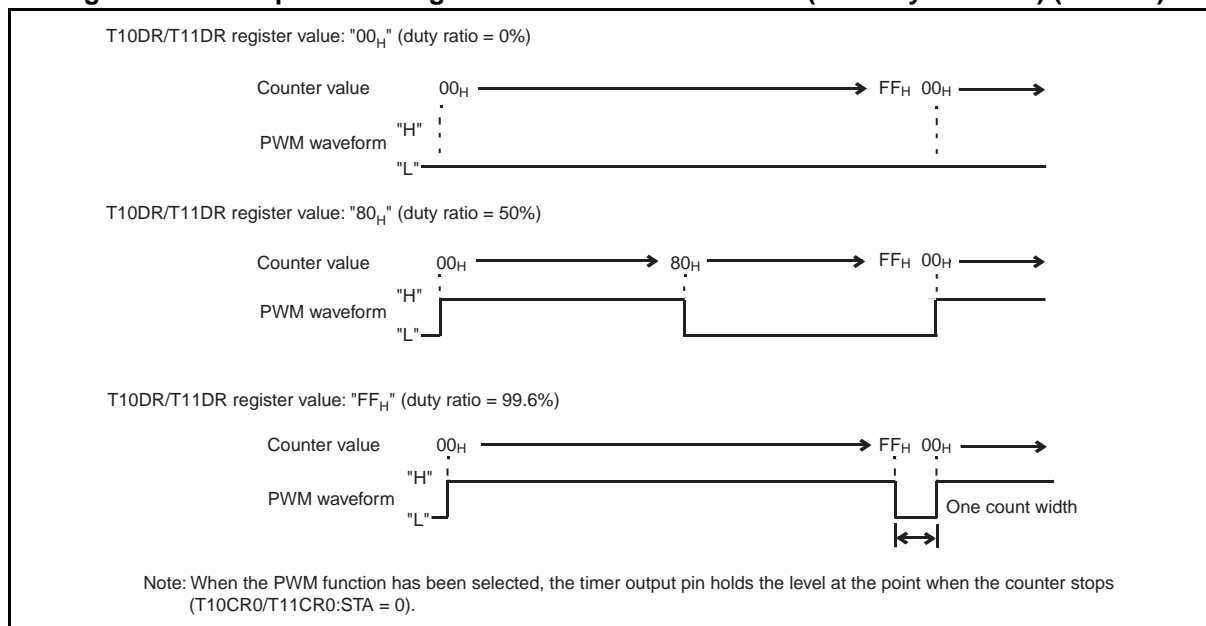 T10DR/T11DR register value: "00H" (duty ratio = 0%)
Counter value 00H FFH 00H
"H"
PWM waveform
"L"
T10DR/T11DR register value: "80H" (duty ratio = 50%)
Counter value 00H 80H FFH 00H
"H"
PWM waveform
"L"
T10DR/T11DR register value: "FFH" (duty ratio = 99.6%)
Counter value 00H FFH 00H
"H"
PWM waveform
"L"
One count width
Note: When the PWM function has been selected, the timer output pin holds the level at the point when the counter stops
(T10CR0/T11CR0:STA = 0).